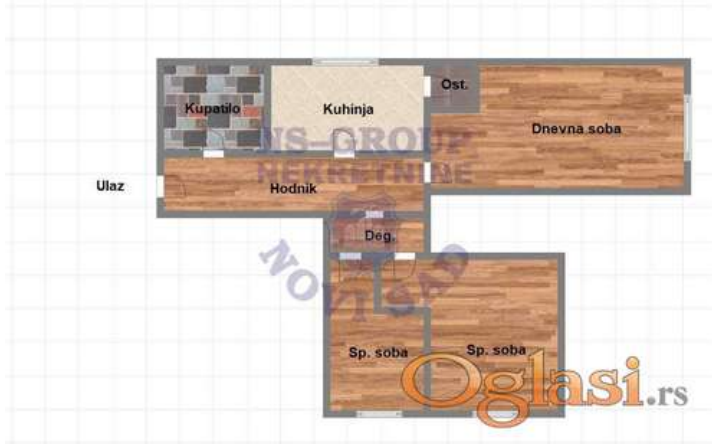 Ost.
Kupatilo
Kuhinja
Dnevna soba
NS-GROUP
NEKRETNINE
Ulaz
Hodnik
Deg.
NOVI SAD
Sp. soba
Sp. soba
Oglasi.rs